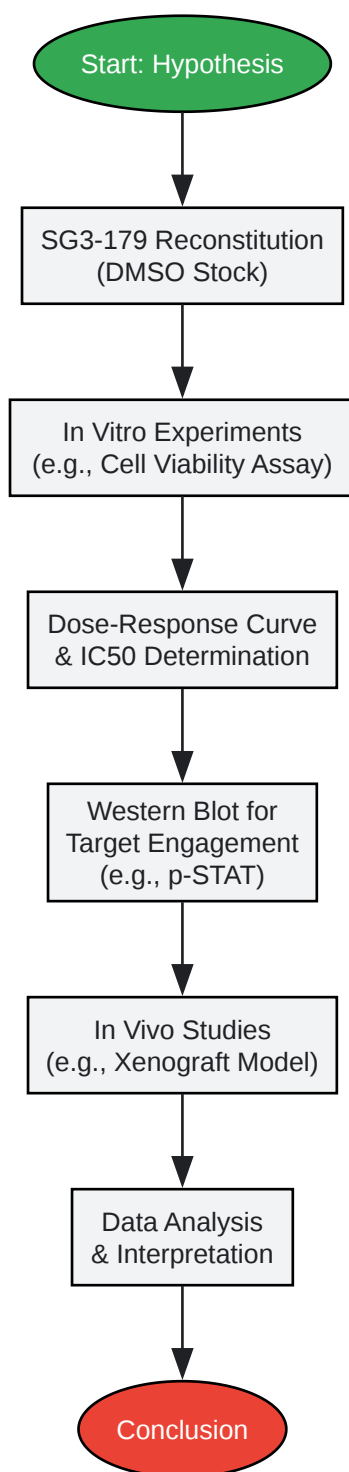 Start: Hypothesis
SG3-179 Reconstitution
(DMSO Stock)
In Vitro Experiments
(e.g., Cell Viability Assay)
Dose-Response Curve
& IC50 Determination
Western Blot for
Target Engagement
(e.g., p-STAT)
In Vivo Studies
(e.g., Xenograft Model)
Data Analysis
& Interpretation
Conclusion